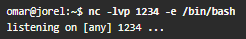 omar@jorel:~$ nc -lvp 1234 -e /bin/bash
listening on [any] 1234 ...